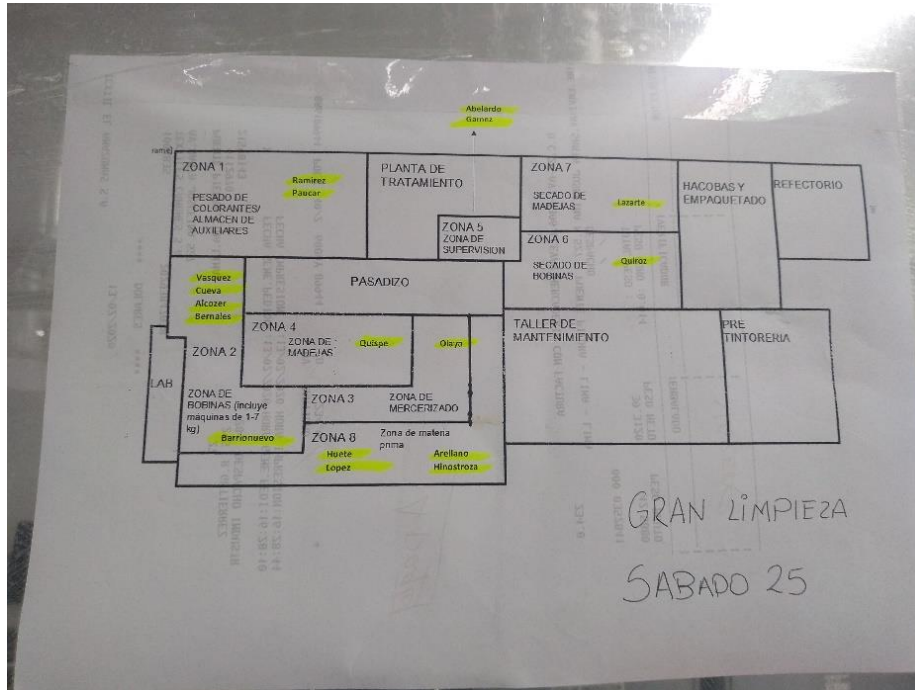 Abelardo
Gamez
rame)
ZONA 1
Ramirez
Paucar
PESADO DE
COLORANTES/
ALMACEN DE
AUXILIARES
PLANTA DE
TRATAMIENTO
ZONA 5
ZONA DE
SUPERVISION
ZONA 7
SECADO DE
MADEJAS
Lazarte
ZONA 6
SECADO DE
BOBINAS
Quiroz
HACOBAS Y
EMPAQUETADO
REFECTORIO
Vasquez
Cueva
Alcozer
Bernales
PASADIZO
ZONA 4
ZONA DE
MADEJAS
Quispe
Olaya
TALLER DE
MANTENIMIENTO
PRE
TINTORERIA
LAB
ZONA 2
ZONA DE
BOBINAS (incluye
máquinas de 1-7
kg)
Barrionuevo
ZONA 3
ZONA DE
MERCERIZADO
ZONA 8
Zona de materia
prima
Huete
Lopez
Arellano
Hinostroza
GRAN LIMPIEZA
SABADO 25